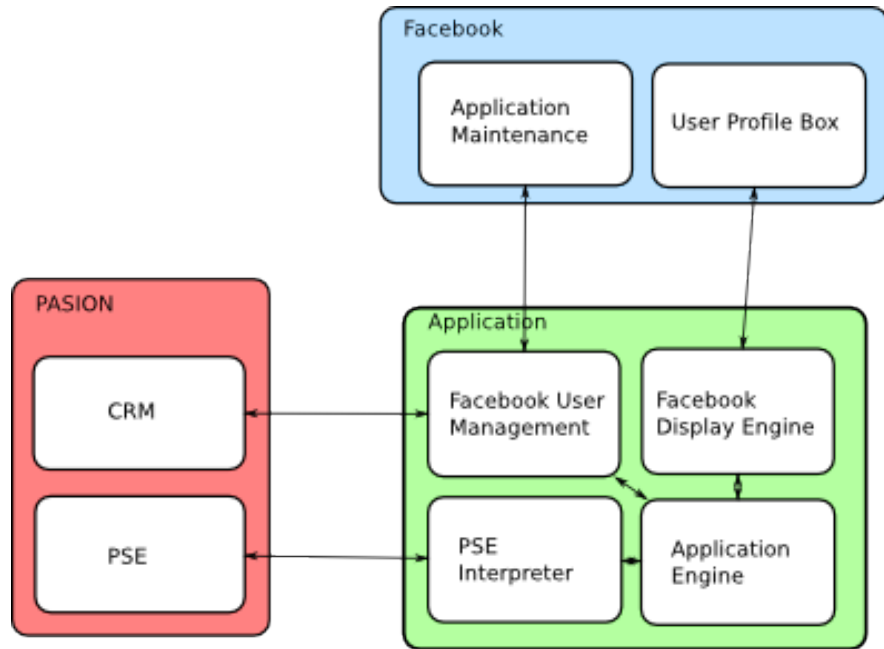 Facebook
Application
Maintenance
User Profile Box
PASION
CRM
PSE
Application
Facebook User
Management
Facebook
Display Engine
PSE
Interpreter
Application
Engine